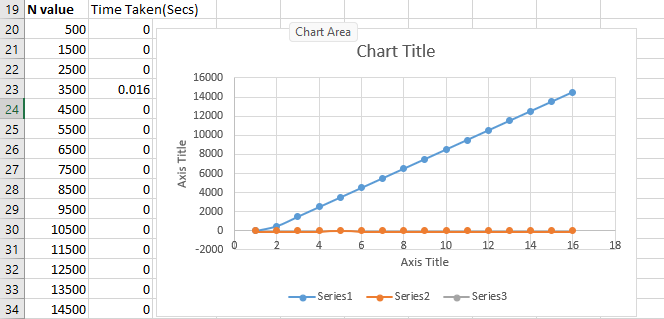 19 N value Time Taken(Secs)
20 500 0
21 1500 0
22 2500 0
23 3500 0.016
24 4500 0
25 5500 0
26 6500 0
27 7500 0
28 8500 0
29 9500 0
30 10500 0
31 11500 0
32 12500 0
33 13500 0
34 14500 0
Chart Area
Chart Title
16000
14000
12000
10000
8000
6000
4000
2000
0
-2000
Axis Title
0 2 4 6 8 10 12 14 16 18
Axis Title
Series1 Series2 Series3